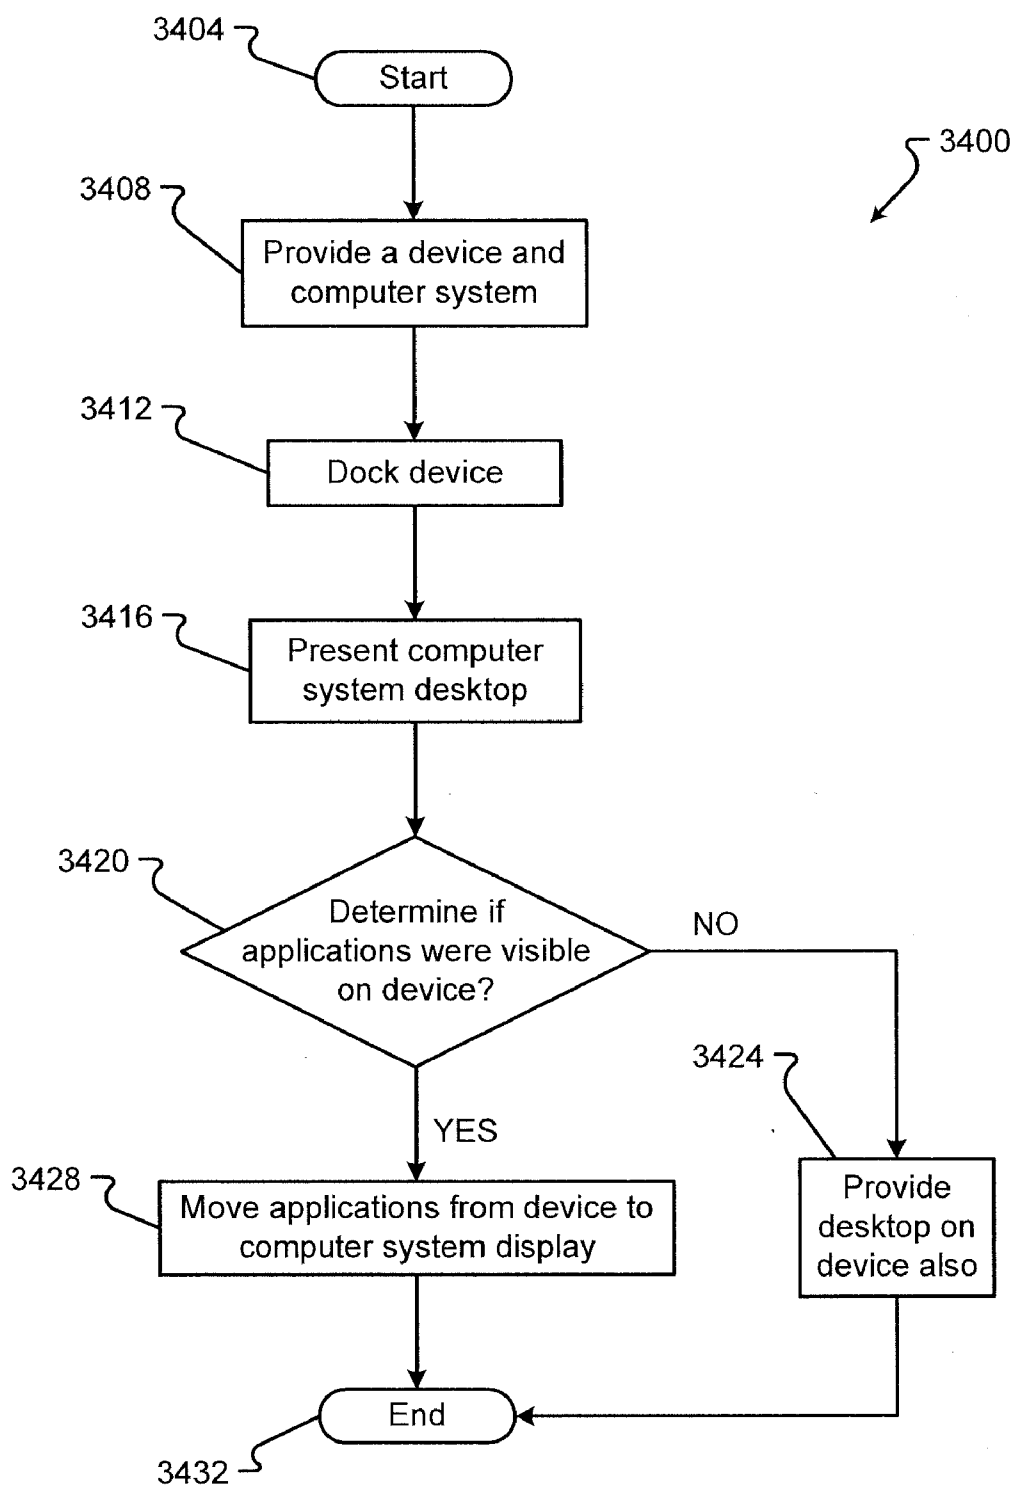 3404
Start
3400
3408
Provide a device and
computer system
3412
Dock device
3416
Present computer
system desktop
3420
Determine if
applications were visible
on device?
NO
3424
YES
Provide
desktop on
device also
3428
Move applications from device to
computer system display
End
3432